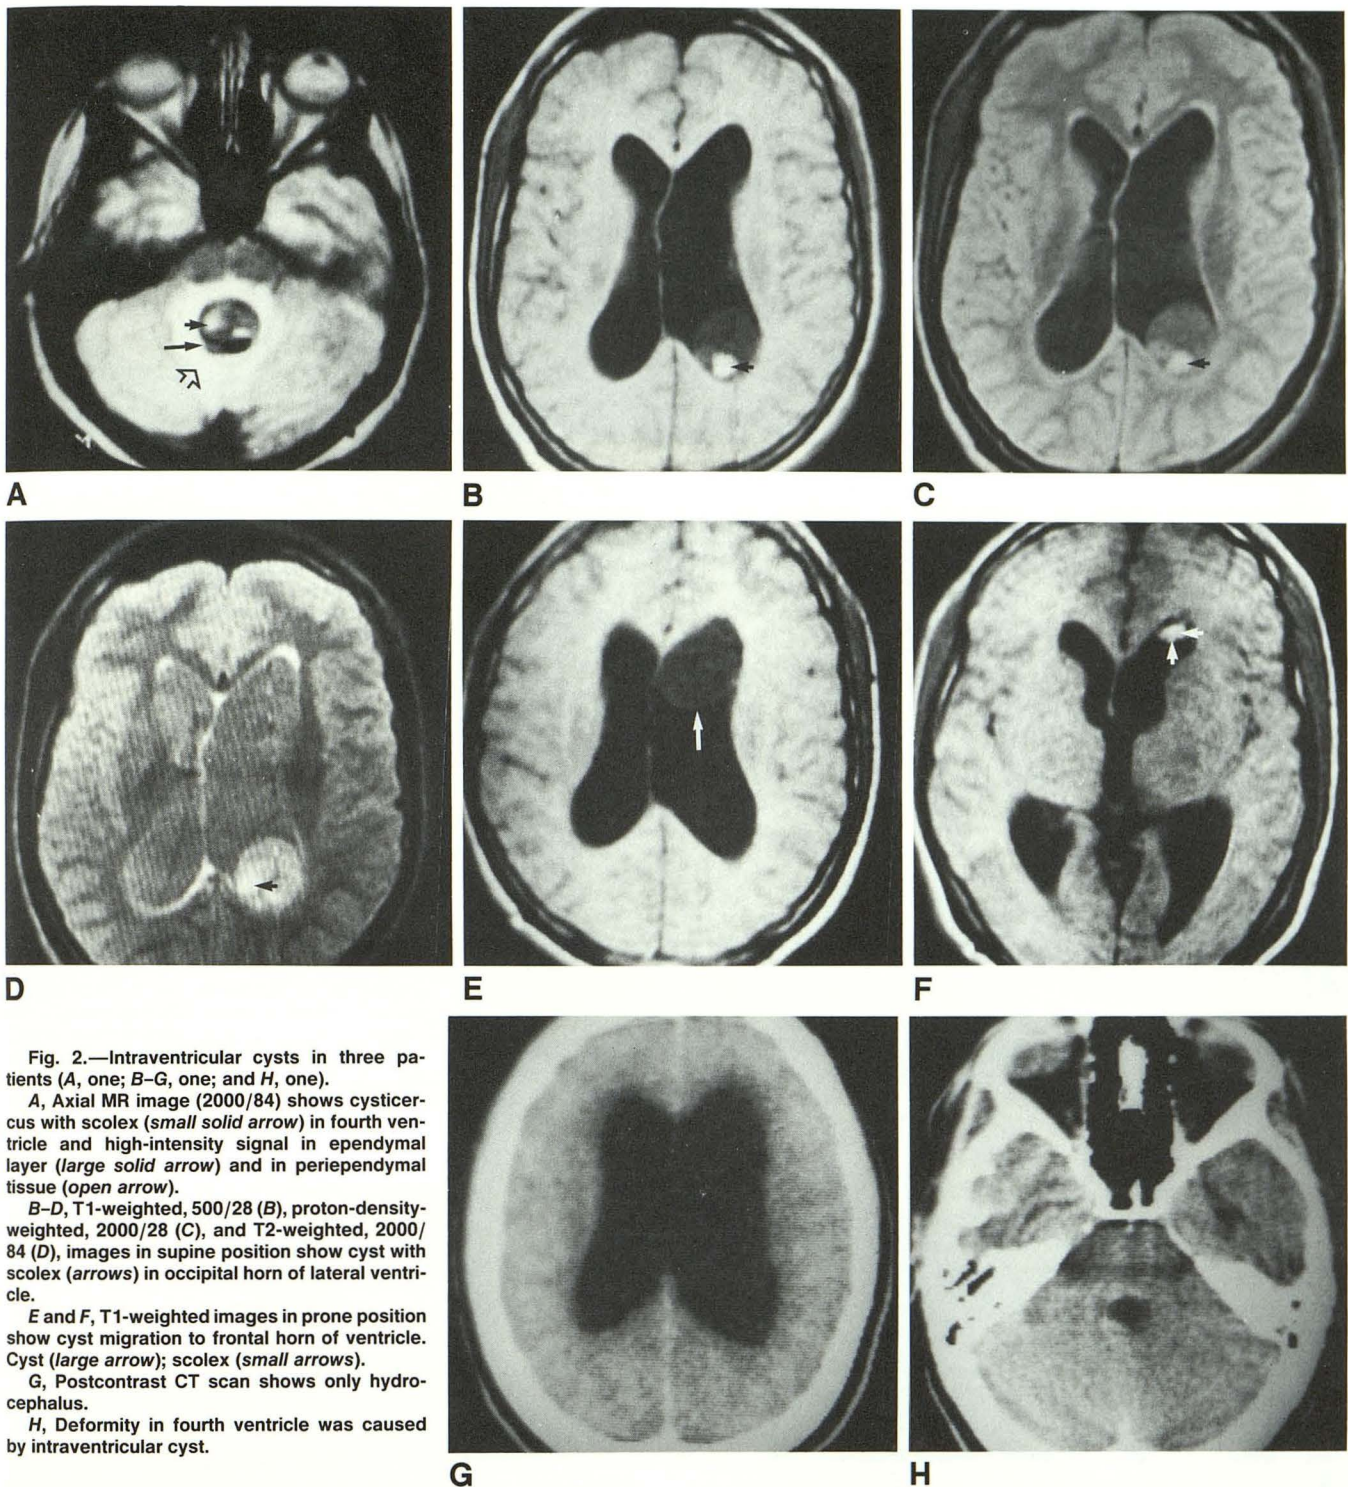 A
B
C
D
E
F
Fig. 2.—Intraventricular cysts in three pa-
tients (A, one; B–G, one; and H, one).
A, Axial MR image (2000/84) shows cysticer-
cus with scolex (small solid arrow) in fourth ven-
tricle and high-intensity signal in ependymal
layer (large solid arrow) and in periependymal
tissue (open arrow).
B–D, T1-weighted, 500/28 (B), proton-density-
weighted, 2000/28 (C), and T2-weighted, 2000/
84 (D), images in supine position show cyst with
scolex (arrows) in occipital horn of lateral ventri-
cle.
E and F, T1-weighted images in prone position
show cyst migration to frontal horn of ventricle.
Cyst (large arrow); scolex (small arrows).
G, Postcontrast CT scan shows only hydro-
cephalus.
H, Deformity in fourth ventricle was caused
by intraventricular cyst.
G
H